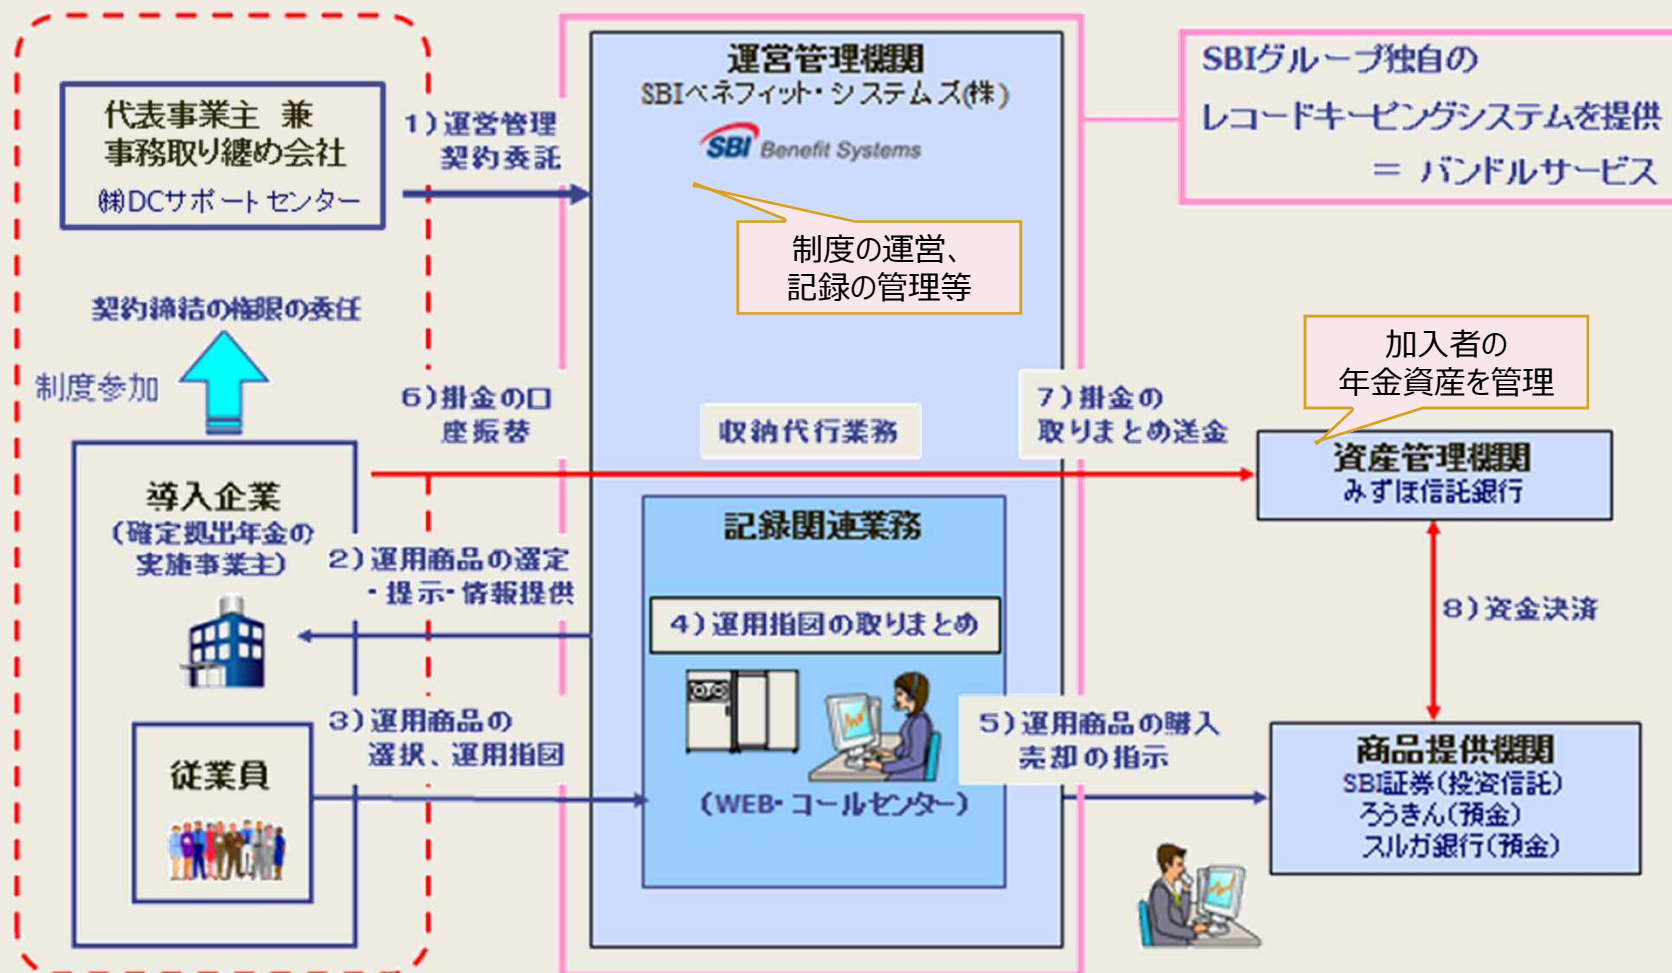 代表事業主 兼
事務取り纏め会社
㈱DCサポートセンター
1)運営管理
契約委託
運営管理機関
SBIベネフィット・システムズ(株)
SBI Benefit Systems
制度の運営、
記録の管理等
SBIグループ独自の
レコードキーピングシステムを提供
= バンドルサービス
契約締結の権限の委任
制度参加
6)掛金の口
座振替
収納代行業務
7)掛金の
取りまとめ送金
加入者の
年金資産を管理
資産管理機関
みずほ信託銀行
導入企業
(確定拠出年金の
実施事業主)
2)運用商品の選定
・提示・情報提供
記録関連業務
4)運用指図の取りまとめ
8)資金決済
従業員
3)運用商品の
選択、運用指図
(WEB・コールセンター)
5)運用商品の購入
売却の指示
商品提供機関
SBI証券(投資信託)
ろうきん(預金)
スルガ銀行(預金)